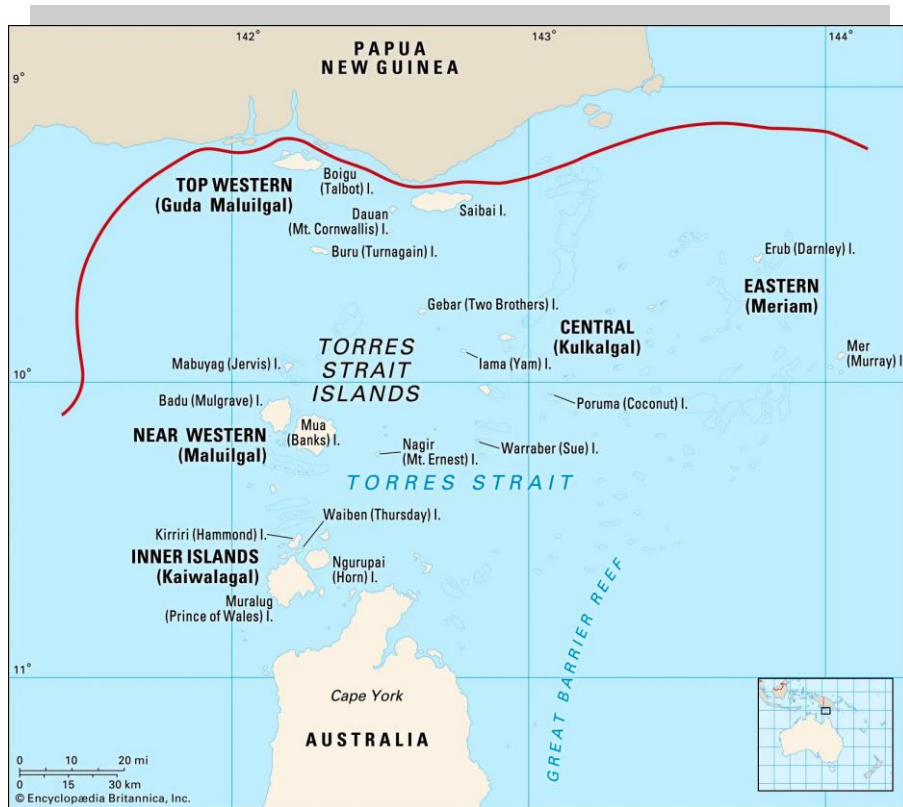 142°
143°
144°
PAPUA
NEW GUINEA
9°
TOP WESTERN
(Guda Maluilgal)
Boigu
(Talbot) I.
Dauan
(Mt. Cornwallis) I.
Saibai I.
Buru (Turnagain) I.
Erub (Darnley) I.
EASTERN
(Meriam)
Gebar (Two Brothers) I.
CENTRAL
(Kulkalgal)
TORRES
STRAIT
ISLANDS
Mabuyag (Jervis) I.
Iama (Yam) I.
Mer
(Murray) I
10°
Badu (Mulgrave) I.
Poruma (Coconut) I.
Mua
(Banks) I.
NEAR WESTERN
(Maluilgal)
Nagir
(Mt. Ernest) I.
Warraber (Sue) I.
TORRES STRAIT
Waiben (Thursday) I.
Kirriri (Hammond) I.
INNER ISLANDS
(Kaiwalagal)
Ngurupai
(Horn) I.
Muralug
(Prince of Wales) I.
GREAT BARRIER REEF
11°
Cape York
AUSTRALIA
0 10 20 mi
0 15 30 km
© Encyclopædia Britannica, Inc.